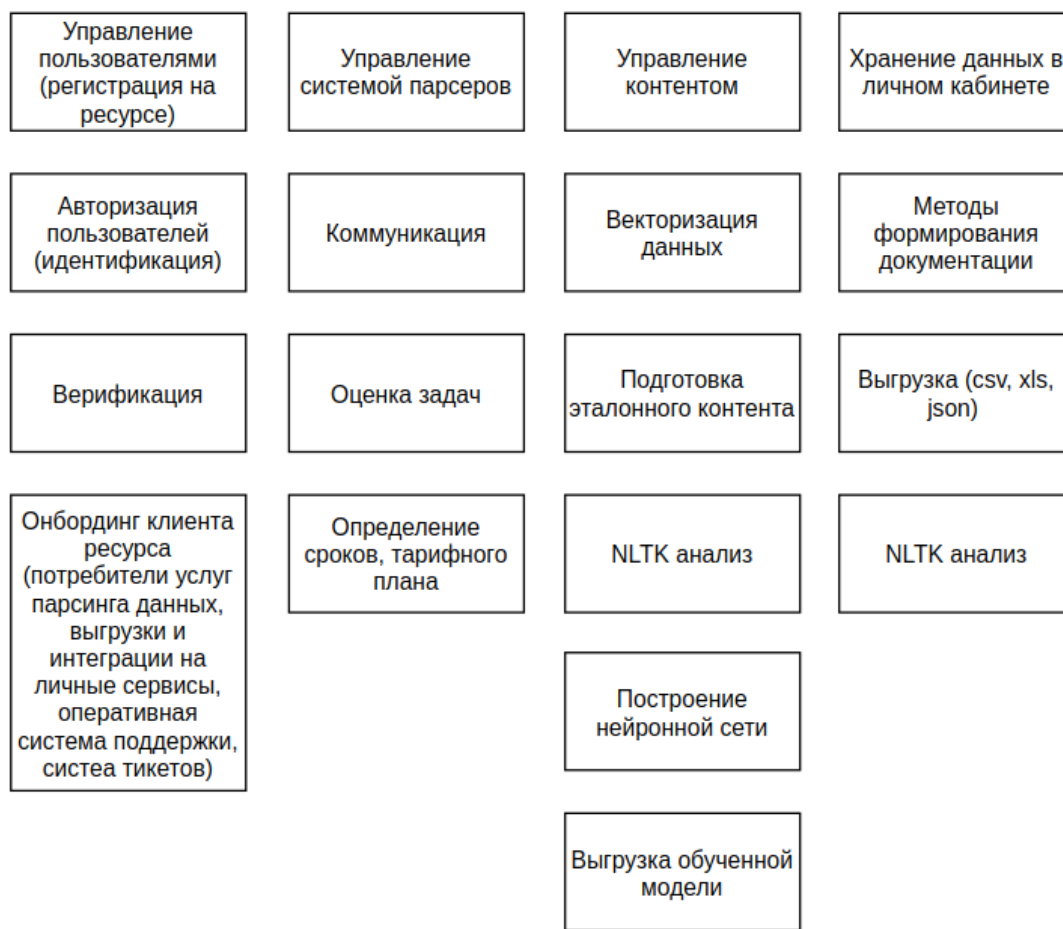 Управление
пользователями
(регистрация на
ресурсе)
Управление
системой парсеров
Управление
контентом
Хранение данных в
личном кабинете
Авторизация
пользователей
(идентификация)
Коммуникация
Векторизация
данных
Методы
формирования
документации
Верификация
Оценка задач
Подготовка
эталонного контента
Выгрузка (csv, xls,
json)
Онбординг клиента
ресурса
(потребители услуг
парсинга данных,
выгрузки и
интеграции на
личные сервисы,
оперативная
система поддержки,
систеа тикетов)
Определение
сроков, тарифного
плана
NLTK анализ
NLTK анализ
Построение
нейронной сети
Выгрузка обученной
модели